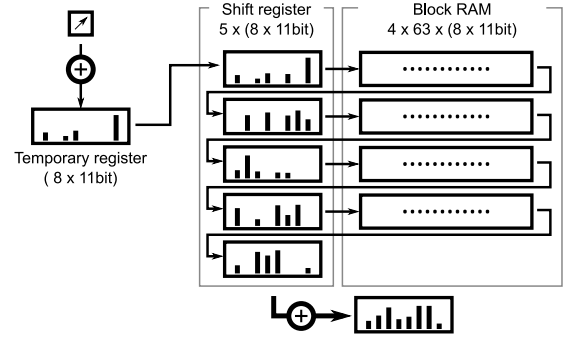 Shift register
5 x (8 x 11bit)
Block RAM
4 x 63 x (8 x 11bit)
Temporary register
( 8 x 11bit)